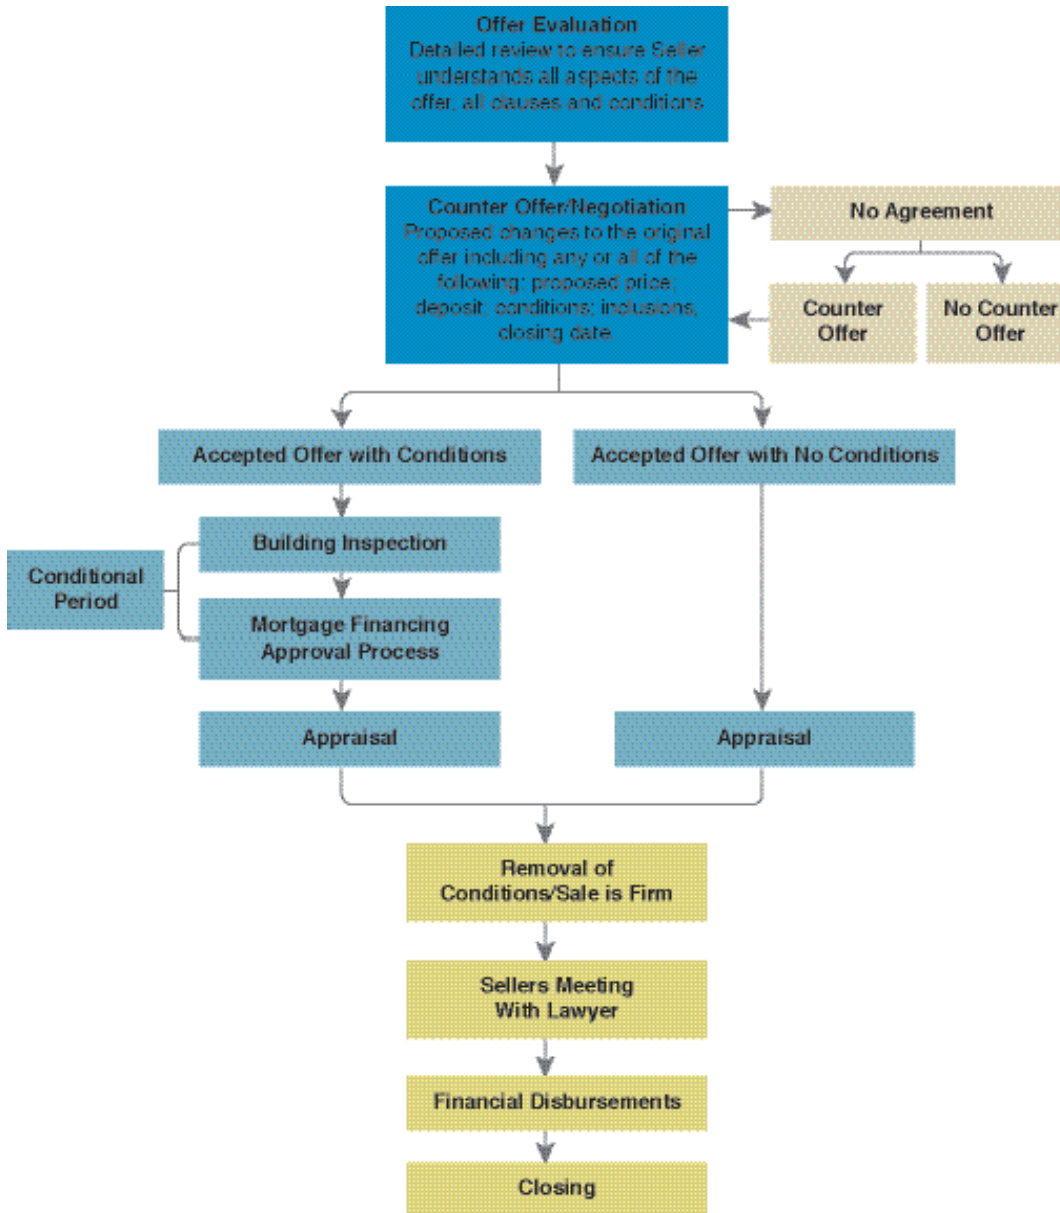 Offer Evaluation
Detailed review to ensure Seller
understands all aspects of the
offer, all clauses and conditions
Counter Offer/Negotiation
Proposed changes to the original
offer including any or all of the
following: proposed price;
deposit; conditions; inclusions,
closing date
No Agreement
Counter
Offer
No Counter
Offer
Accepted Offer with Conditions
Accepted Offer with No Conditions
Building Inspection
Conditional
Period
Mortgage Financing
Approval Process
Appraisal
Appraisal
Removal of
Conditions/Sale is Firm
Sellers Meeting
With Lawyer
Financial Disbursements
Closing